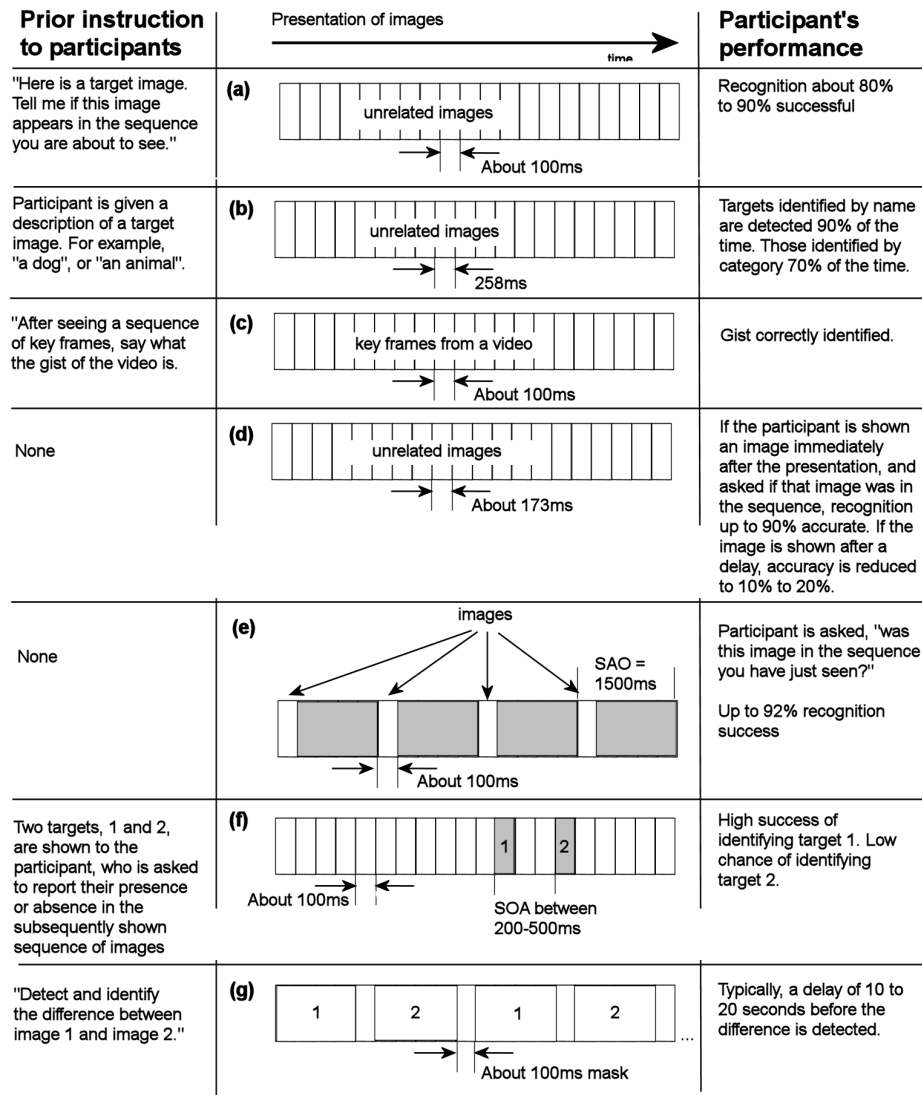 Prior instruction
to participants
Presentation of images
time
Participant's
performance
"Here is a target image.
Tell me if this image
appears in the sequence
you are about to see."
(a)
unrelated images
About 100ms
Recognition about 80%
to 90% successful
Participant is given a
description of a target
image. For example,
"a dog", or "an animal".
(b)
unrelated images
258ms
Targets identified by name
are detected 90% of the
time. Those identified by
category 70% of the time.
"After seeing a sequence
of key frames, say what
the gist of the video is.
(c)
key frames from a video
About 100ms
Gist correctly identified.
None
(d)
unrelated images
About 173ms
If the participant is shown
an image immediately
after the presentation, and
asked if that image was in
the sequence, recognition
up to 90% accurate. If the
image is shown after a
delay, accuracy is reduced
to 10% to 20%.
None
(e)
images
SAO =
1500ms
About 100ms
Participant is asked, "was
this image in the sequence
you have just seen?"
Up to 92% recognition
success
Two targets, 1 and 2,
are shown to the
participant, who is asked
to report their presence
or absence in the
subsequently shown
sequence of images
(f)
1 2
About 100ms
SOA between
200-500ms
High success of
identifying target 1. Low
chance of identifying
target 2.
"Detect and identify
the difference between
image 1 and image 2."
(g)
1 2 1 2
...
About 100ms mask
Typically, a delay of 10 to
20 seconds before the
difference is detected.